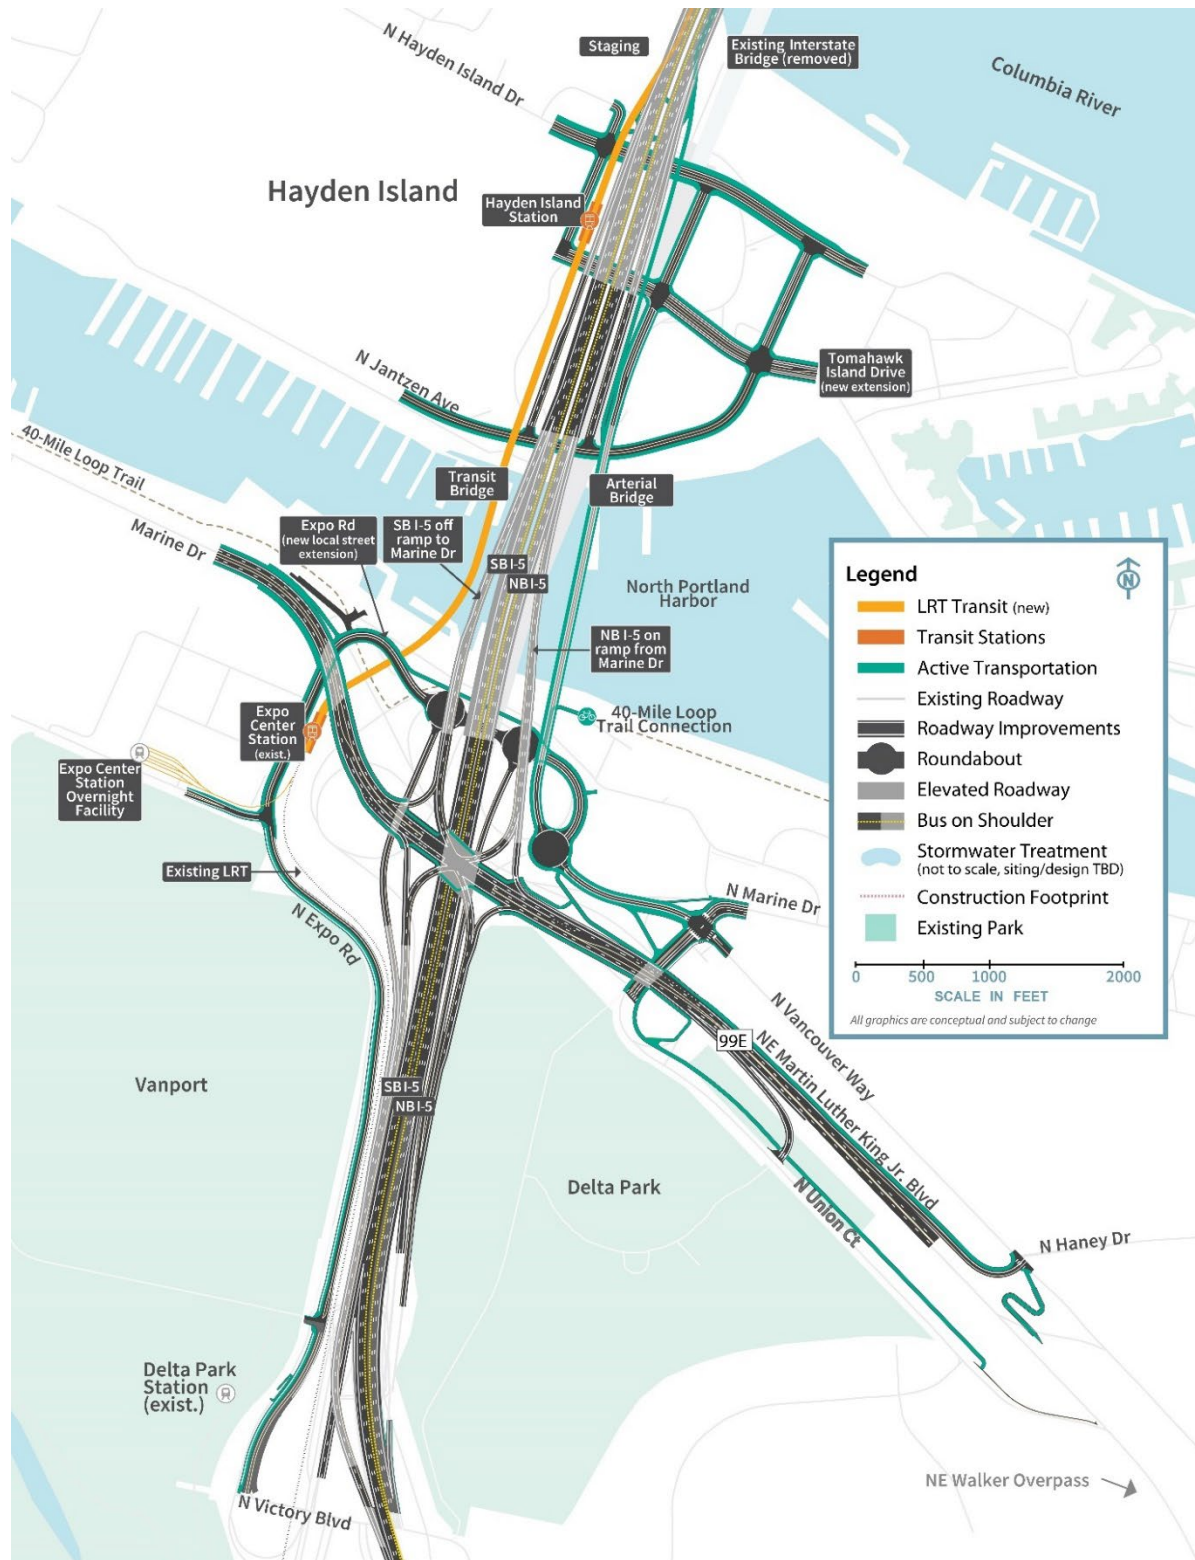 Staging
Existing Interstate
Bridge (removed)
N Hayden Island Dr
Columbia River
Hayden Island
Hayden Island
Station
N Jantzen Ave
Tomahawk
Island Drive
(new extension)
40-Mile Loop Trail
Transit
Bridge
Arterial
Bridge
Marine Dr
Expo Rd
(new local street
extension)
SB I-5 off
ramp to
Marine Dr
SB I-5
NB I-5
North Portland
Harbor
NB I-5 on
ramp from
Marine Dr
Expo
Center
Station
(exist.)
40-Mile Loop
Trail Connection
Expo Center
Station
Overnight
Facility
Existing LRT
N Expo Rd
N Marine Dr
Legend
N
LRT Transit (new)
Transit Stations
Active Transportation
Existing Roadway
Roadway Improvements
Roundabout
Elevated Roadway
Bus on Shoulder
Stormwater Treatment
(not to scale, siting/design TBD)
Construction Footprint
Existing Park
0 500 1000 2000
SCALE IN FEET
All graphics are conceptual and subject to change
99E
N Vancouver Way
NE Martin Luther King Jr. Blvd
Vanport
SB I-5
NB I-5
Delta Park
N Union Ct
N Haney Dr
Delta Park
Station
(exist.)
N Victory Blvd
NE Walker Overpass